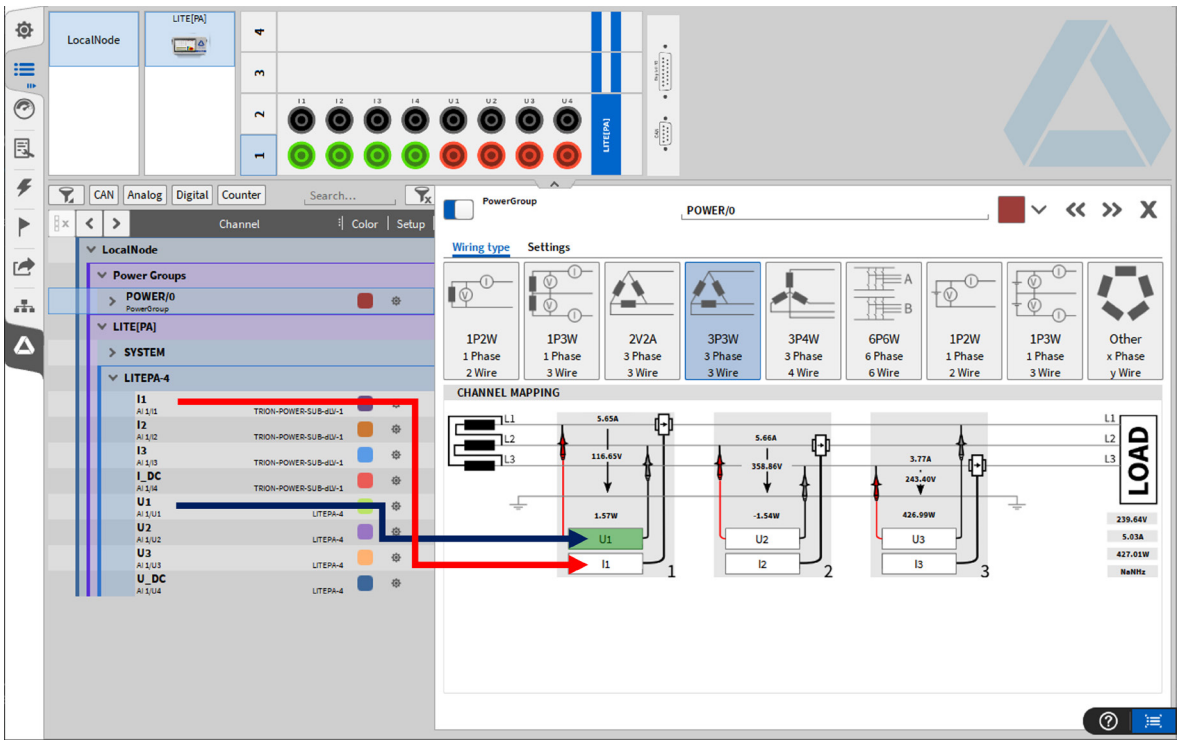 LocalNode
LITE[PA]
4
3
2
1
I1 I2 I3 I4 U1 U2 U3 U4
LITE[PA]
CAN
CAN Analog Digital Counter Search...
Channel Color Setup
LocalNode
Power Groups
POWER/0
PowerGroup
LITE[PA]
SYSTEM
LITEPA-4
I1
AI 1/I1 TRION-POWER-SUB-dLV-1
I2
AI 1/I2 TRION-POWER-SUB-dLV-1
I3
AI 1/I3 TRION-POWER-SUB-dLV-1
I_DC
AI 1/I4 TRION-POWER-SUB-dLV-1
U1
AI 1/U1 LITEPA-4
U2
AI 1/U2 LITEPA-4
U3
AI 1/U3 LITEPA-4
U_DC
AI 1/U4 LITEPA-4
PowerGroup
POWER/0
X
Wiring type Settings
V V V A B V V V
1P2W 1P3W 2V2A 3P3W 3P4W 6P6W 1P2W 1P3W Other
1 Phase 1 Phase 3 Phase 3 Phase 3 Phase 6 Phase 1 Phase 1 Phase x Phase
2 Wire 3 Wire 3 Wire 3 Wire 4 Wire 6 Wire 2 Wire 3 Wire y Wire
CHANNEL MAPPING
L1 5.65A L1
L2 5.66A L2
L3 116.65V 358.86V 3.77A L3
243.40V
LOAD
1.57W -1.54W 426.99W
239.64V
U1 U2 U3
5.03A
427.01W
I1 I2 I3
NaNHz
1 2 3
?